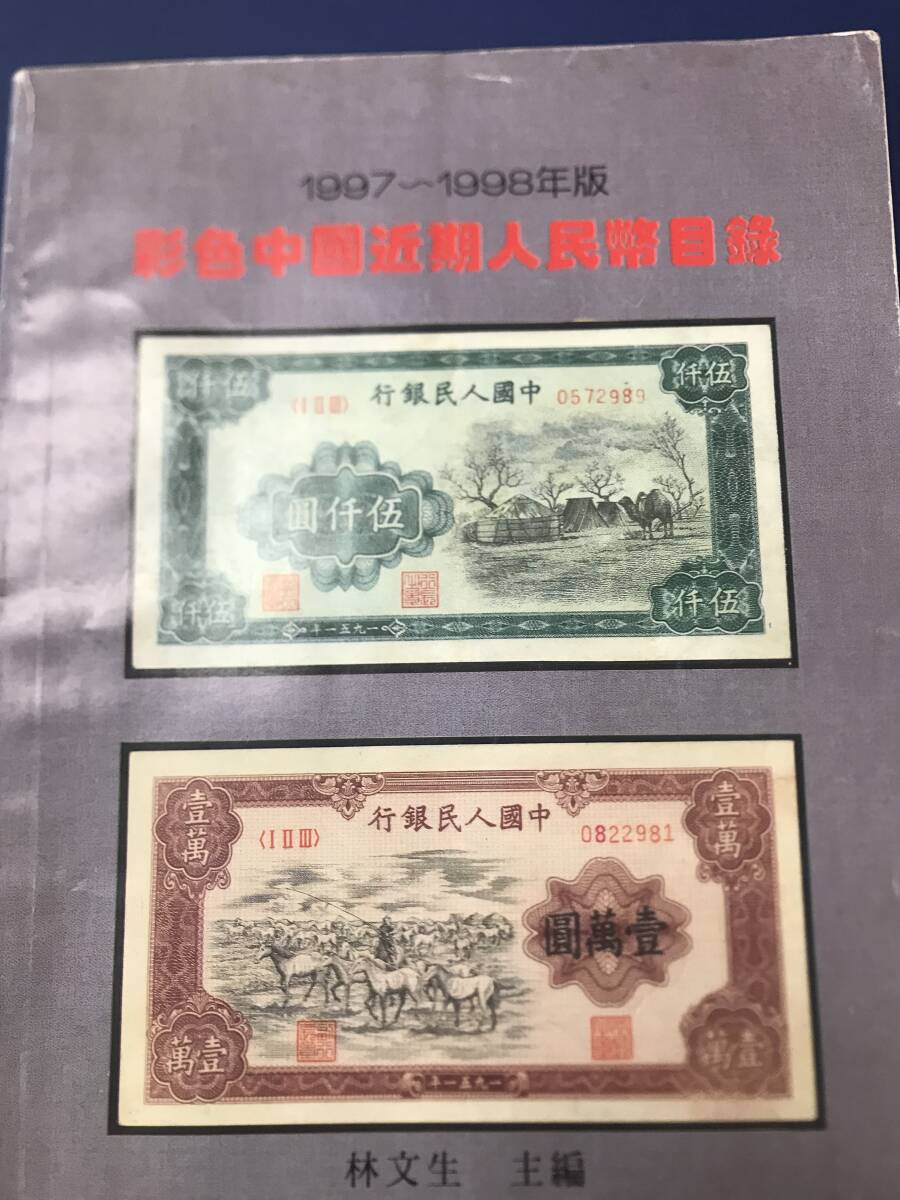 1997～1998年版
彩色中國近期人民幣目錄
伍仟
伍仟
行銀民人國中
0572989
〈I II III〉
圓仟伍
伍仟
伍仟
年一五九一
行銀民人國中
〈I II III〉
0822981
壹萬
壹萬
圓萬壹
萬壹
萬壹
年一五九一
林文生 主編